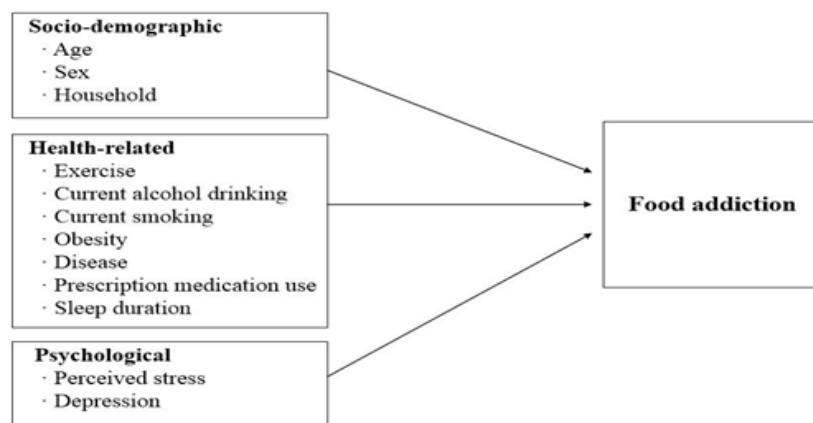 Socio-demographic
· Age
· Sex
· Household
Health-related
· Exercise
· Current alcohol drinking
· Current smoking
· Obesity
· Disease
· Prescription medication use
· Sleep duration
Psychological
· Perceived stress
· Depression
Food addiction